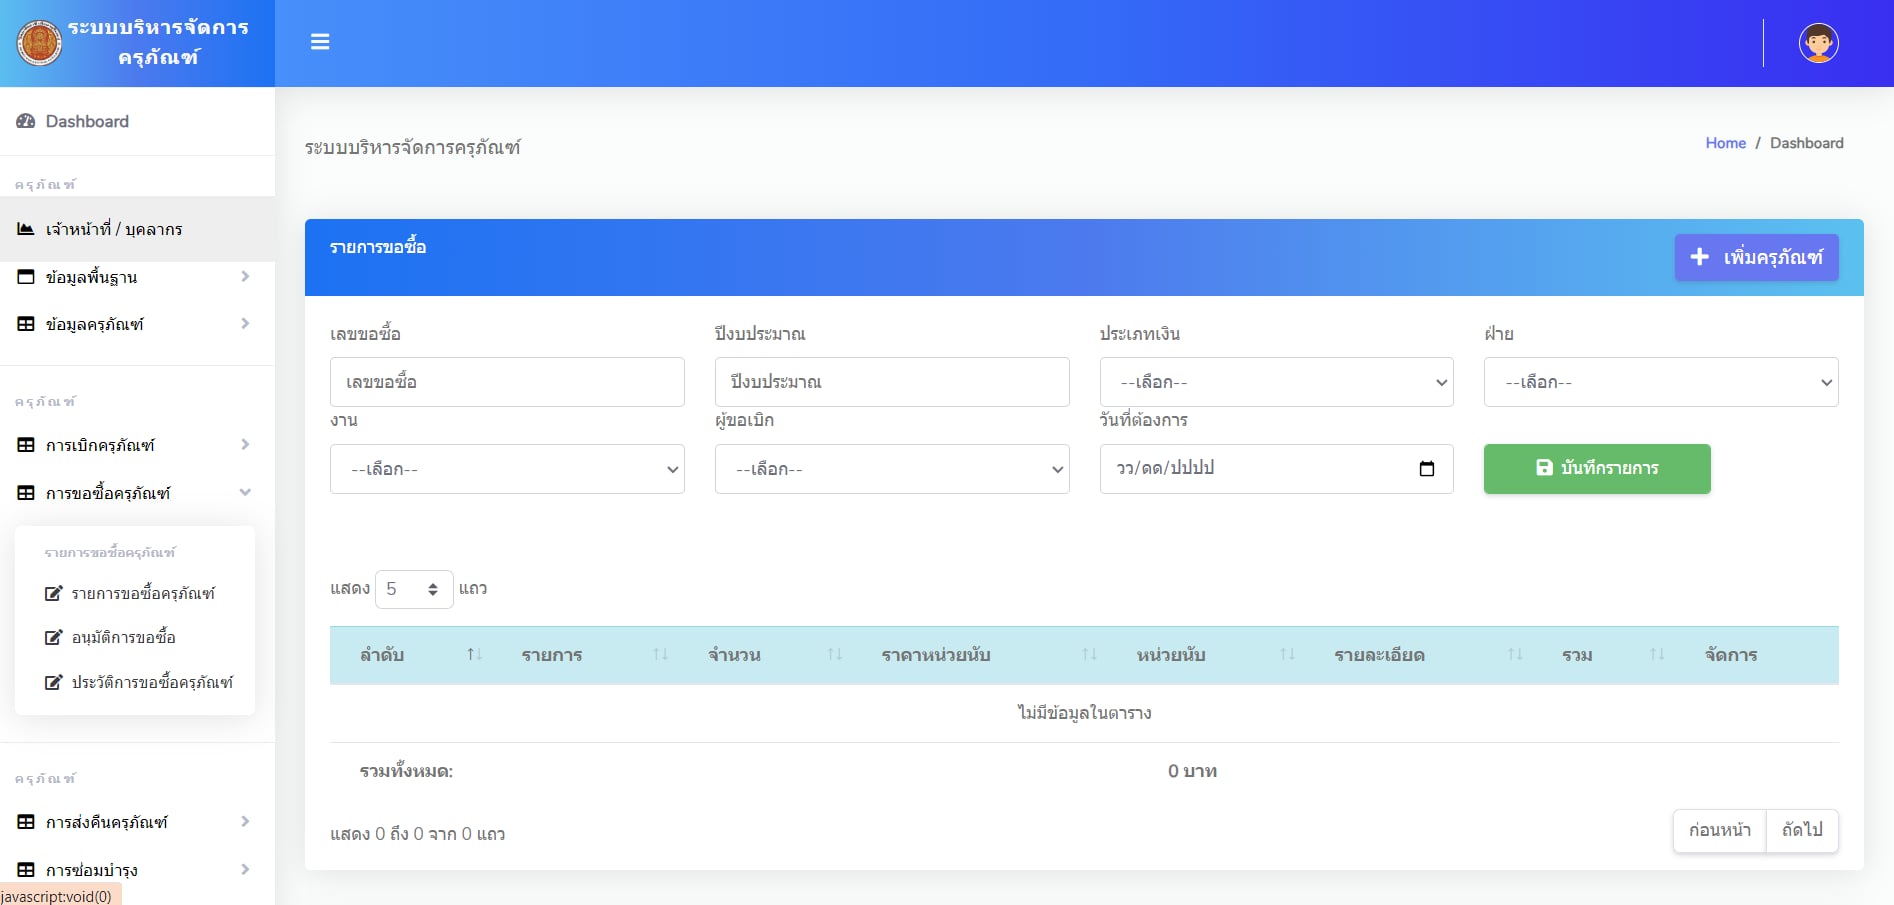 ระบบบริหารจัดการ
ครุภัณฑ์
Dashboard
ครุภัณฑ์
เจ้าหน้าที่ / บุคลากร
ข้อมูลพื้นฐาน
ข้อมูลครุภัณฑ์
ครุภัณฑ์
การเบิกครุภัณฑ์
การขอซื้อครุภัณฑ์
รายการขอซื้อครุภัณฑ์
รายการขอซื้อครุภัณฑ์
อนุมัติการขอซื้อ
ประวัติการขอซื้อครุภัณฑ์
ครุภัณฑ์
การส่งคืนครุภัณฑ์
การซ่อมบำรุง
javascript:void(0)
ระบบบริหารจัดการครุภัณฑ์
Home / Dashboard
รายการขอซื้อ
เพิ่มครุภัณฑ์
เลขขอซื้อ ปีงบประมาณ ประเภทเงิน ฝ่าย
เลขขอซื้อ ปีงบประมาณ --เลือก-- --เลือก--
งาน ผู้ขอเบิก วันที่ต้องการ
--เลือก-- --เลือก-- วว/ดด/ปปปป บันทึกรายการ
แสดง 5 แถว
ลำดับ รายการ จำนวน ราคาหน่วยนับ หน่วยนับ รายละเอียด รวม จัดการ
ไม่มีข้อมูลในตาราง
รวมทั้งหมด: 0 บาท
แสดง 0 ถึง 0 จาก 0 แถว
ก่อนหน้า ถัดไป